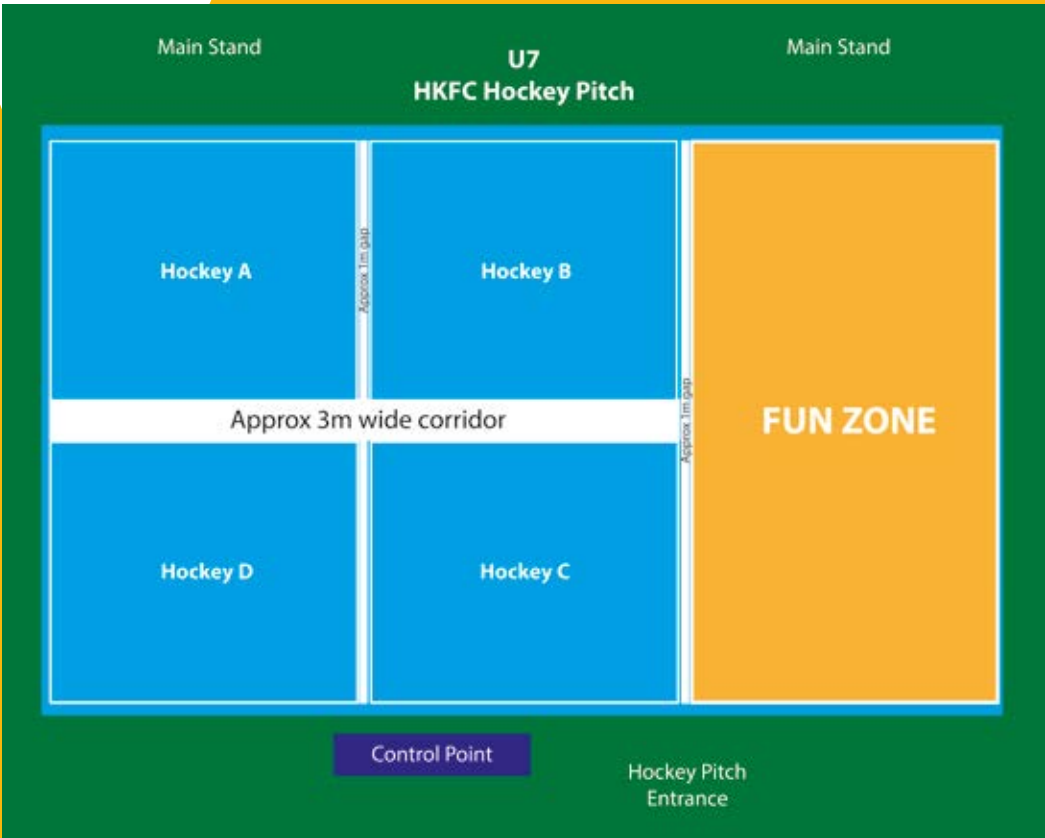 Main Stand
U7
HKFC Hockey Pitch
Main Stand
Hockey A
Approx 1m gap
Hockey B
Approx 3m wide corridor
Approx 1m gap
FUN ZONE
Hockey D
Hockey C
Control Point
Hockey Pitch
Entrance